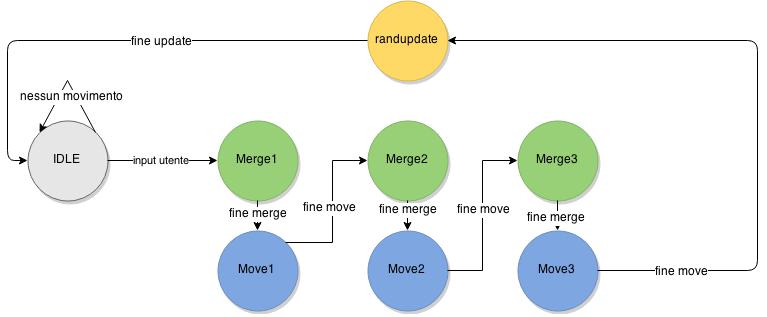 randupdate
fine update
nessun movimento
IDLE
input utente
Merge1
Merge2
Merge3
fine merge
fine move
fine merge
fine move
fine merge
Move1
Move2
Move3
fine move